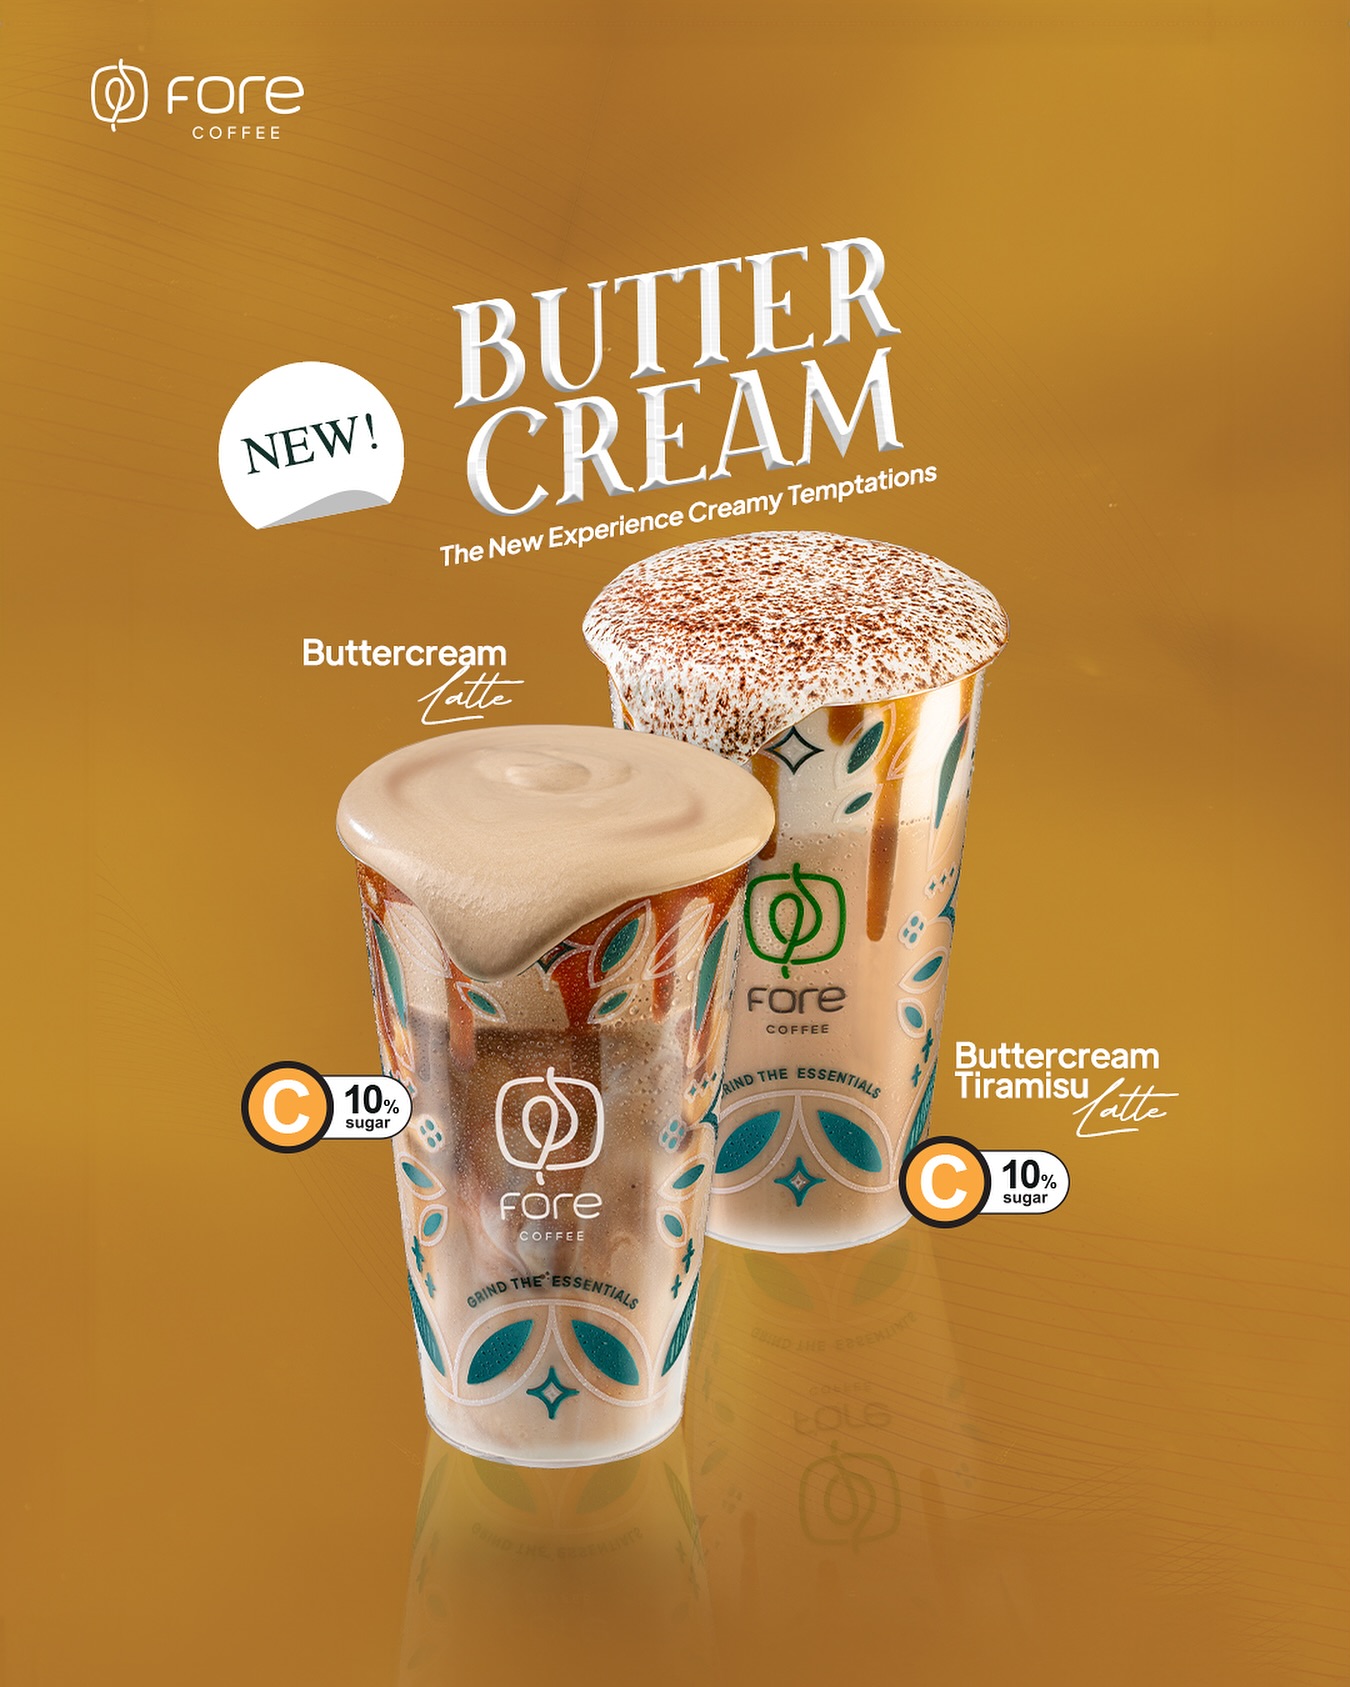 Fore
COFFEE
BUTTER
CREAM
The New Experience Creamy Temptations
NEW!
Buttercream
Latte
Fore
COFFEE
GRIND THE ESSENTIALS
C 10%
sugar
Buttercream
Tiramisu
Latte
C 10%
sugar
Fore
COFFEE
GRIND THE ESSENTIALS